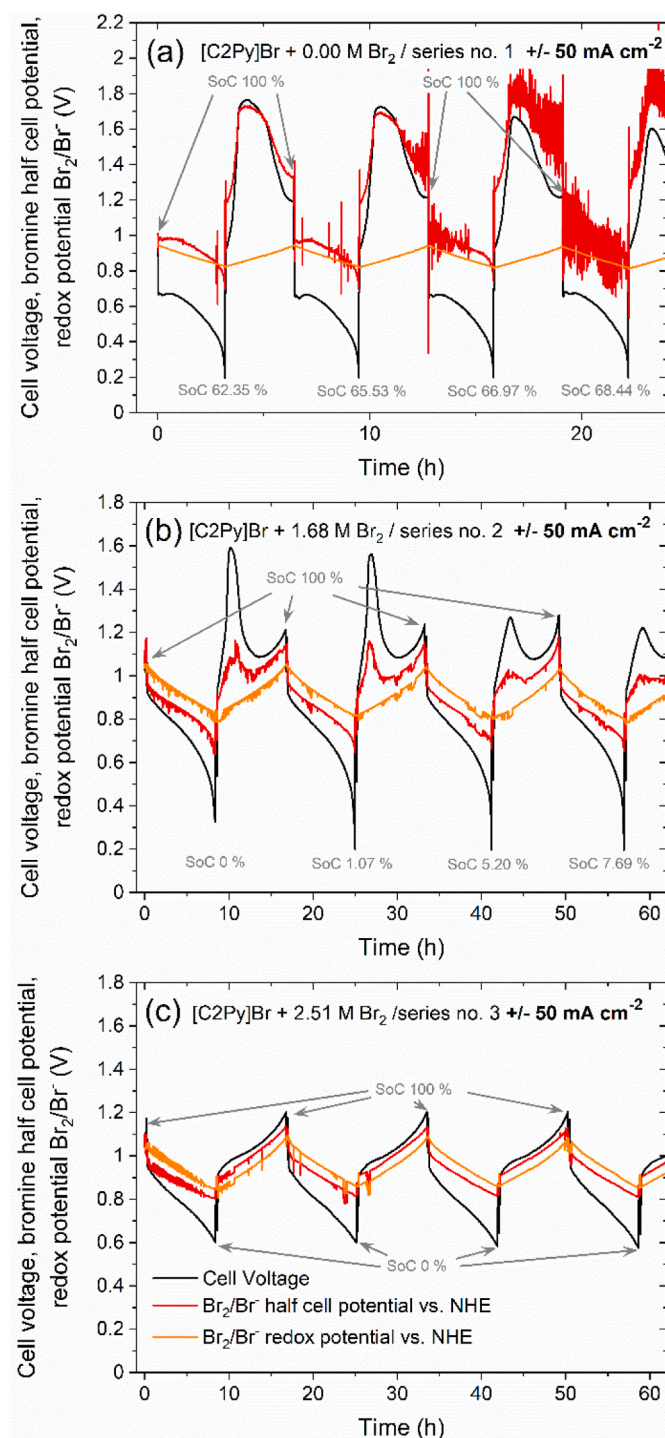 Cell voltage, bromine half cell potential,
redox potential Br₂/Br⁻ (V)
2.2
2
1.8
1.6
1.4
1.2
1
0.8
0.6
0.4
0.2
0
(a) [C2Py]Br + 0.00 M Br₂ / series no. 1 +/- 50 mA cm⁻²
SoC 100 % SoC 100 %
SoC 62.35 % SoC 65.53 % SoC 66.97 % SoC 68.44 %
0 10 20
Time (h)
Cell voltage, bromine half cell potential,
redox potential Br₂/Br⁻ (V)
1.8
1.6
1.4
1.2
1
0.8
0.6
0.4
0.2
0
(b) [C2Py]Br + 1.68 M Br₂ / series no. 2 +/- 50 mA cm⁻²
SoC 100 %
SoC 0 % SoC 1.07 % SoC 5.20 % SoC 7.69 %
0 10 20 30 40 50 60
Time (h)
Cell voltage, bromine half cell potential,
redox potential Br₂/Br⁻ (V)
1.8
1.6
1.4
1.2
1
0.8
0.6
0.4
0.2
0
(c) [C2Py]Br + 2.51 M Br₂ /series no. 3 +/- 50 mA cm⁻²
SoC 100 %
SoC 0 %
Cell Voltage
Br₂/Br⁻ half cell potential vs. NHE
Br₂/Br⁻ redox potential vs. NHE
0 10 20 30 40 50 60
Time (h)